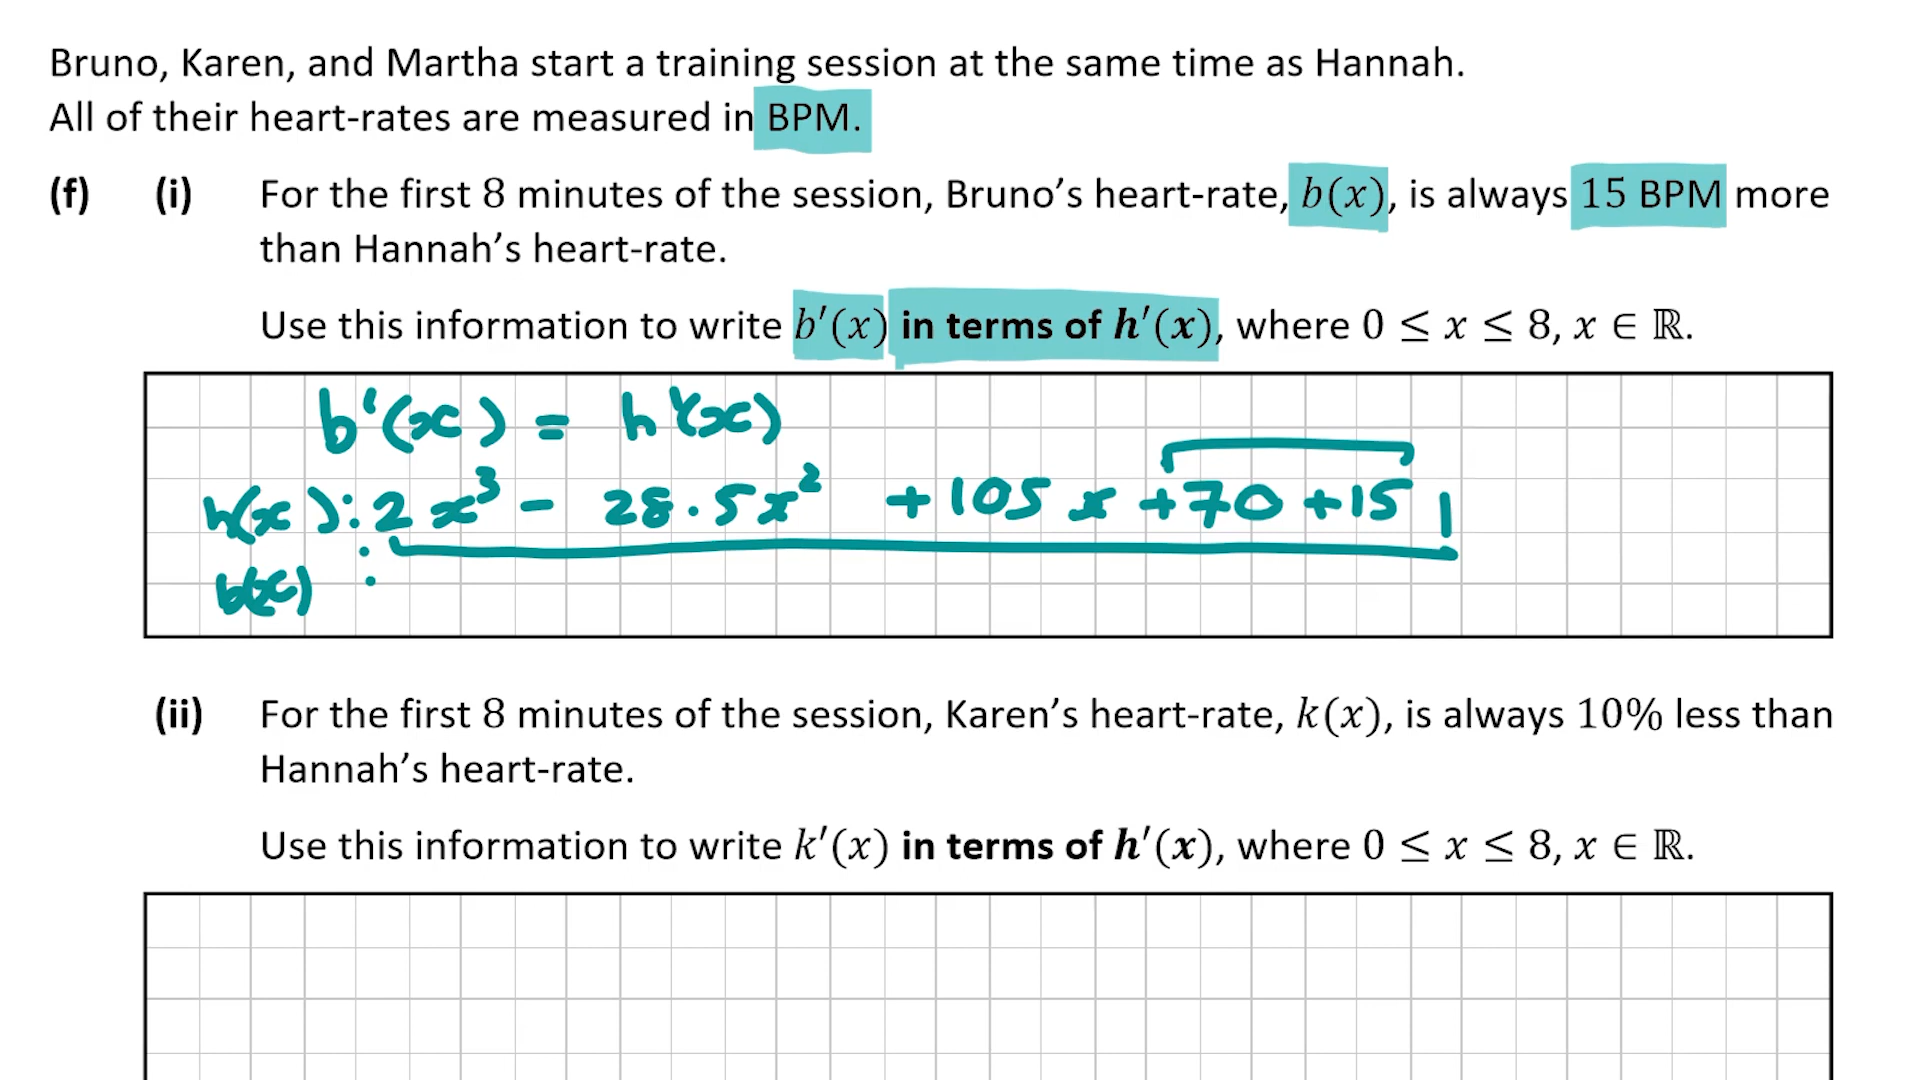 Bruno, Karen, and Martha start a training session at the same time as Hannah.
All of their heart-rates are measured in BPM.
(f) (i) For the first 8 minutes of the session, Bruno’s heart-rate, b(x), is always 15 BPM more
than Hannah’s heart-rate.
Use this information to write b′(x) in terms of h′(x), where 0 ≤ x ≤ 8, x ∈ ℝ.
b'(x) = h'(x)
h(x): 2x³ - 28.5x² + 105x + 70 + 15
b(x) :
(ii) For the first 8 minutes of the session, Karen’s heart-rate, k(x), is always 10% less than
Hannah’s heart-rate.
Use this information to write k′(x) in terms of h′(x), where 0 ≤ x ≤ 8, x ∈ ℝ.